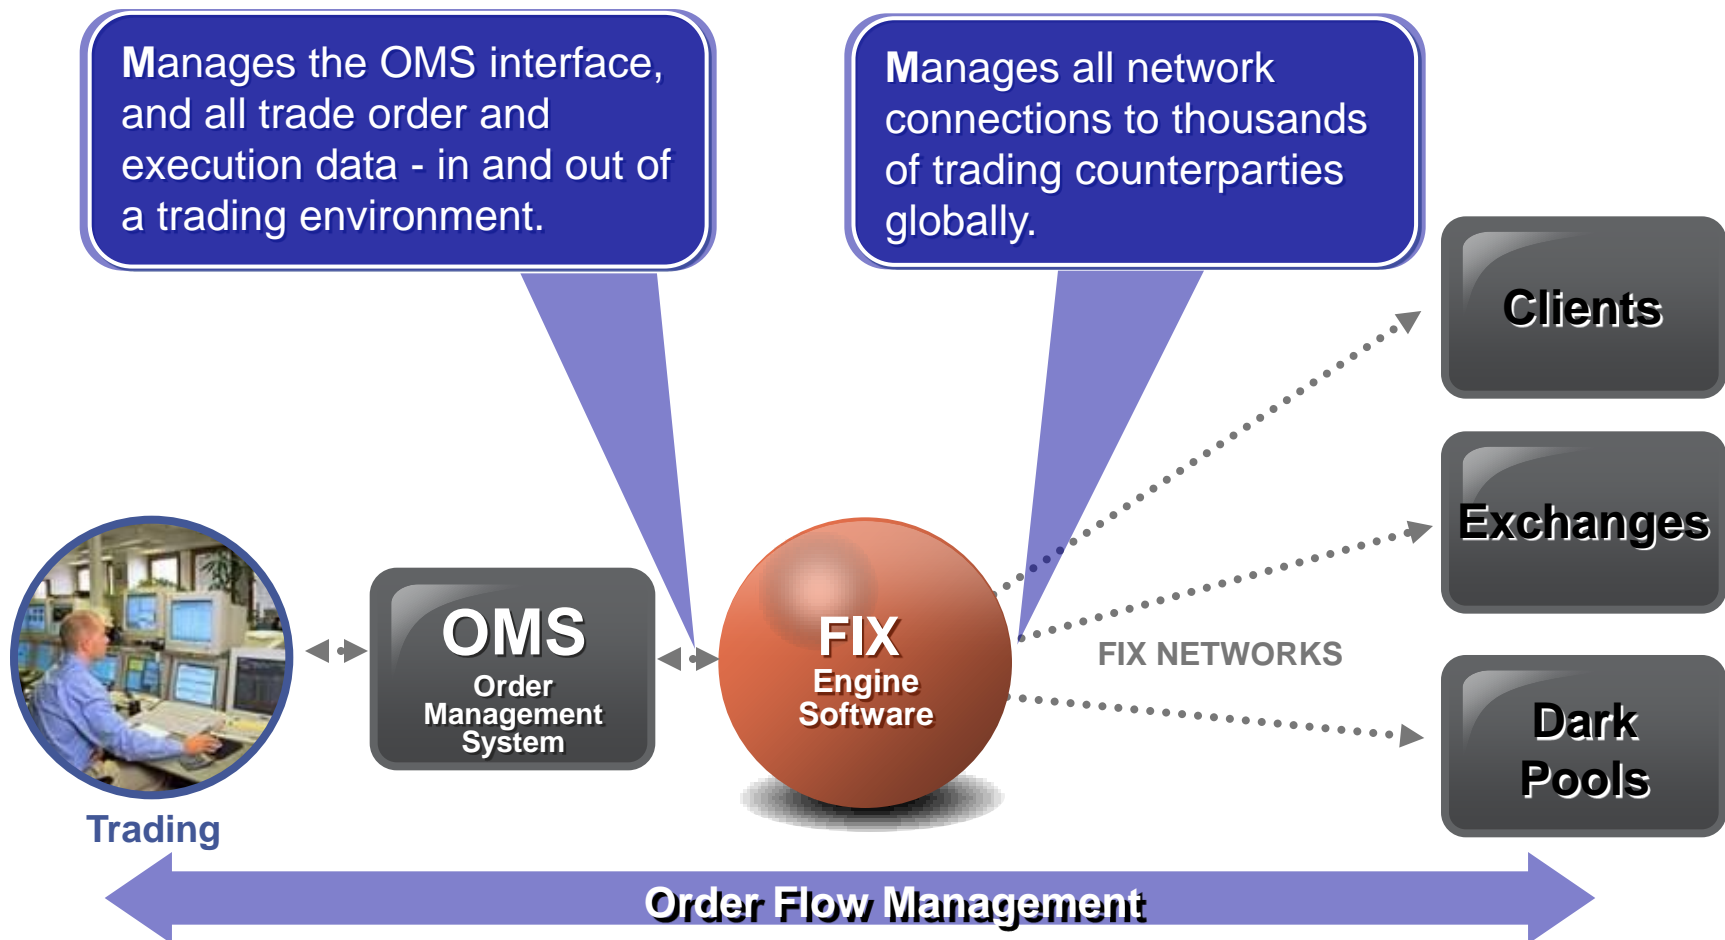 Manages the OMS interface,
and all trade order and
execution data - in and out of
a trading environment.
Manages all network
connections to thousands
of trading counterparties
globally.
Clients
Exchanges
Dark
Pools
FIX NETWORKS
OMS
Order
Management
System
FIX
Engine
Software
Trading
Order Flow Management